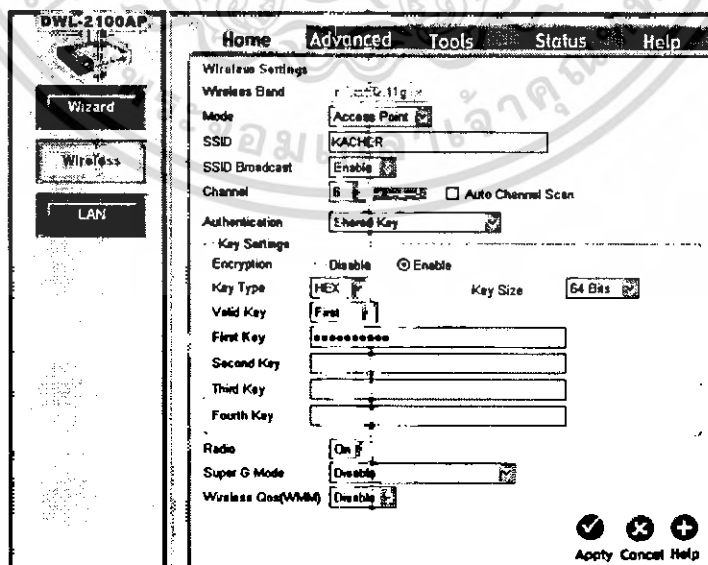 DWL-2100AP
Home Advanced Tools Status Help
Wizard
Wireless
LAN
Wireless Settings
Wireless Band 11g
Mode Access Point
SSID KACHER
SSID Broadcast Enable
Channel 6 Auto Channel Scan
Authentication Shared Key
Key Settings
Encryption Disable Enable
Key Type HEX Key Size 64 Bits
Valid Key First
First Key ••••••••••
Second Key
Third Key
Fourth Key
Radio On
Super G Mode Disable
Wireless Qos(WMM) Disable
Apply Cancel Help